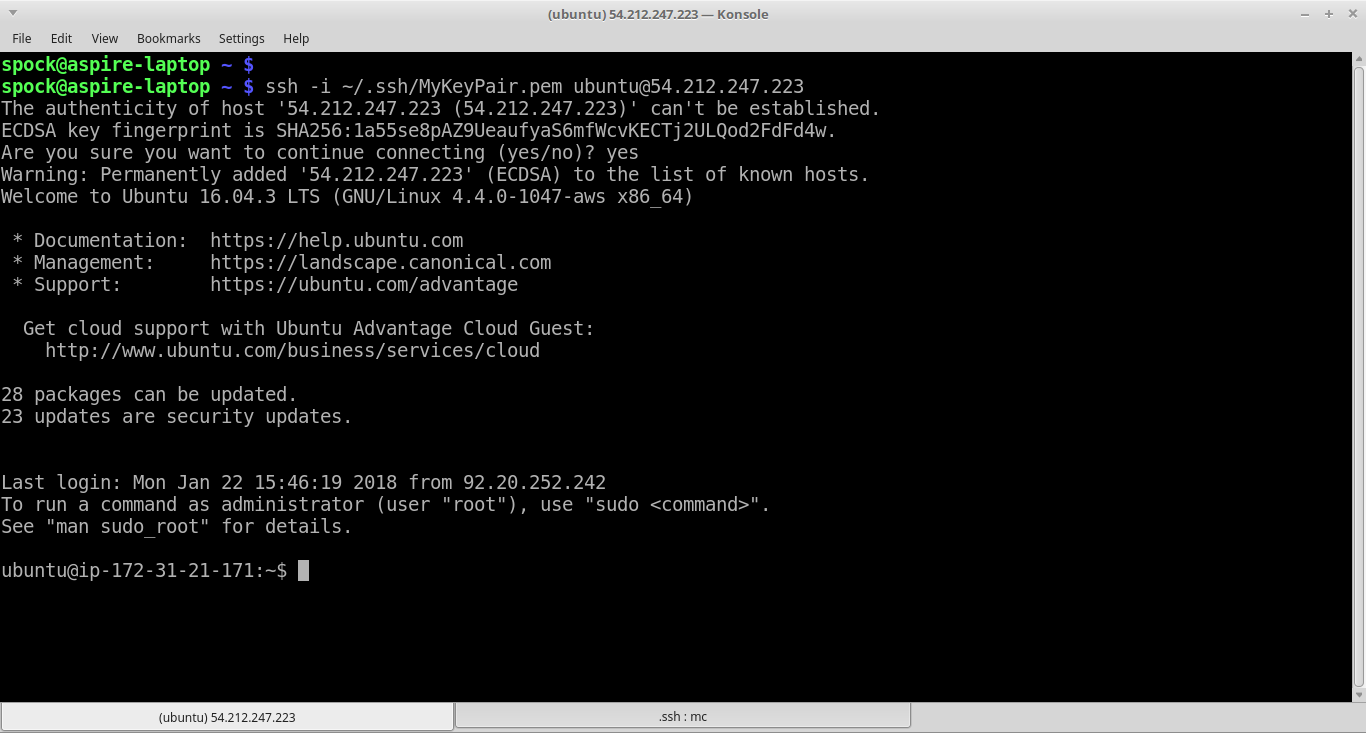 (ubuntu) 54.212.247.223 — Konsole
File Edit View Bookmarks Settings Help
spock@aspire-laptop ~ $
spock@aspire-laptop ~ $ ssh -i ~/.ssh/MyKeyPair.pem ubuntu@54.212.247.223
The authenticity of host '54.212.247.223 (54.212.247.223)' can't be established.
ECDSA key fingerprint is SHA256:1a55se8pAZ9UeaufyaS6mfWcvKECTj2ULQod2FdFd4w.
Are you sure you want to continue connecting (yes/no)? yes
Warning: Permanently added '54.212.247.223' (ECDSA) to the list of known hosts.
Welcome to Ubuntu 16.04.3 LTS (GNU/Linux 4.4.0-1047-aws x86_64)
* Documentation:  https://help.ubuntu.com
* Management:     https://landscape.canonical.com
* Support:        https://ubuntu.com/advantage
Get cloud support with Ubuntu Advantage Cloud Guest:
http://www.ubuntu.com/business/services/cloud
28 packages can be updated.
23 updates are security updates.
Last login: Mon Jan 22 15:46:19 2018 from 92.20.252.242
To run a command as administrator (user "root"), use "sudo <command>".
See "man sudo_root" for details.
ubuntu@ip-172-31-21-171:~$
(ubuntu) 54.212.247.223
.ssh : mc